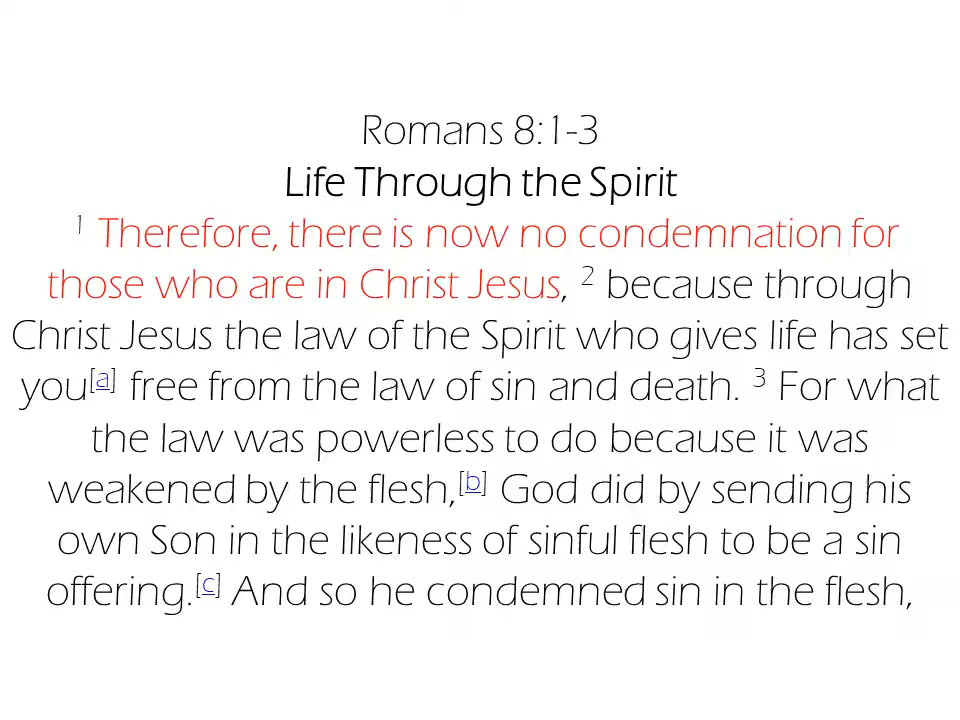 Romans 8:1-3
Life Through the Spirit
1 Therefore, there is now no condemnation for
those who are in Christ Jesus, 2 because through
Christ Jesus the law of the Spirit who gives life has set
you[a] free from the law of sin and death. 3 For what
the law was powerless to do because it was
weakened by the flesh,[b] God did by sending his
own Son in the likeness of sinful flesh to be a sin
offering.[c] And so he condemned sin in the flesh,